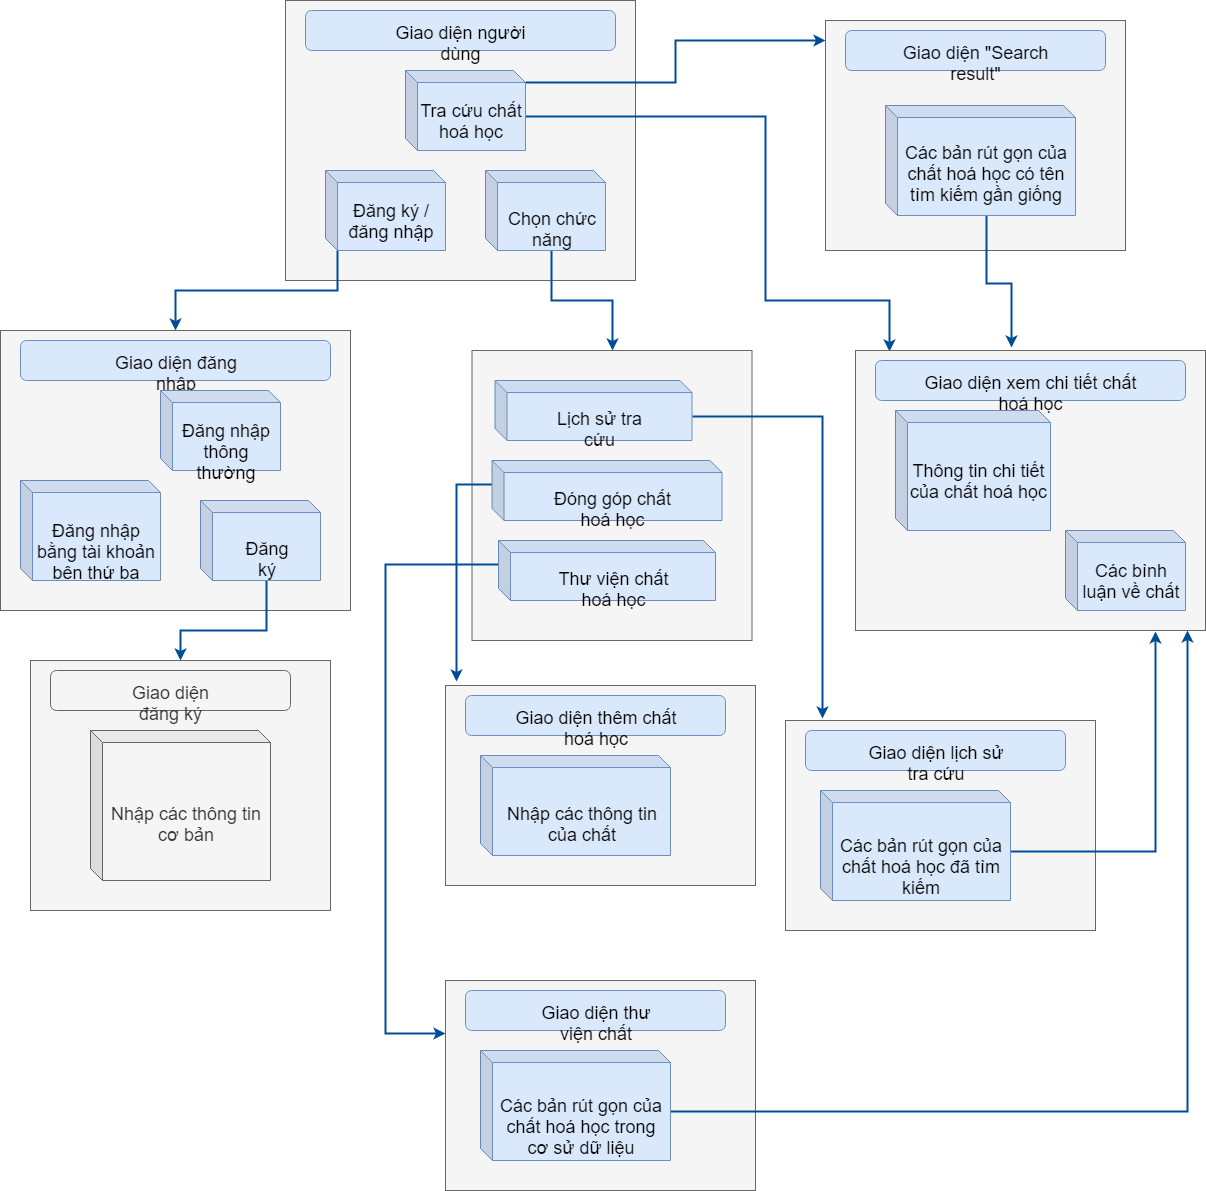 Giao diện người
dùng
Tra cứu chất
hoá học
Đăng ký /
đăng nhập
Chọn chức
năng
Giao diện "Search
result"
Các bản rút gọn của
chất hoá học có tên
tìm kiếm gần giống
Giao diện đăng
nhập
Đăng nhập
thông
thường
Đăng nhập
bằng tài khoản
bên thứ ba
Đăng
ký
Lịch sử tra
cứu
Đóng góp chất
hoá học
Thư viện chất
hoá học
Giao diện xem chi tiết chất
hoá học
Thông tin chi tiết
của chất hoá học
Các bình
luận về chất
Giao diện
đăng ký
Nhập các thông tin
cơ bản
Giao diện thêm chất
hoá học
Nhập các thông tin
của chất
Giao diện lịch sử
tra cứu
Các bản rút gọn của
chất hoá học đã tìm
kiếm
Giao diện thư
viện chất
Các bản rút gọn của
chất hoá học trong
cơ sử dữ liệu